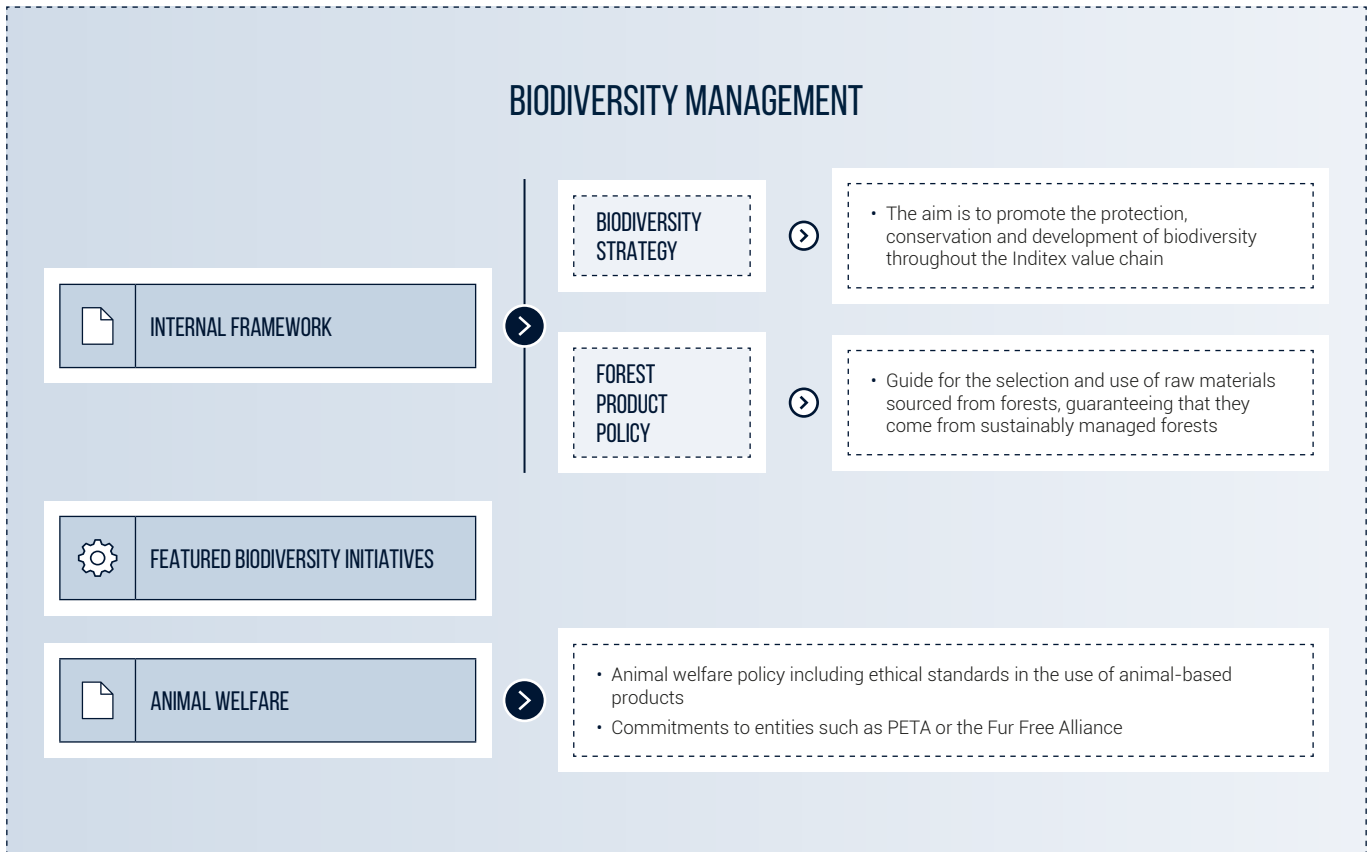 BIODIVERSITY MANAGEMENT
INTERNAL FRAMEWORK
BIODIVERSITY
STRATEGY
• The aim is to promote the protection,
conservation and development of biodiversity
throughout the Inditex value chain
FOREST
PRODUCT
POLICY
• Guide for the selection and use of raw materials
sourced from forests, guaranteeing that they
come from sustainably managed forests
FEATURED BIODIVERSITY INITIATIVES
ANIMAL WELFARE
• Animal welfare policy including ethical standards in the use of animal-based
products
• Commitments to entities such as PETA or the Fur Free Alliance